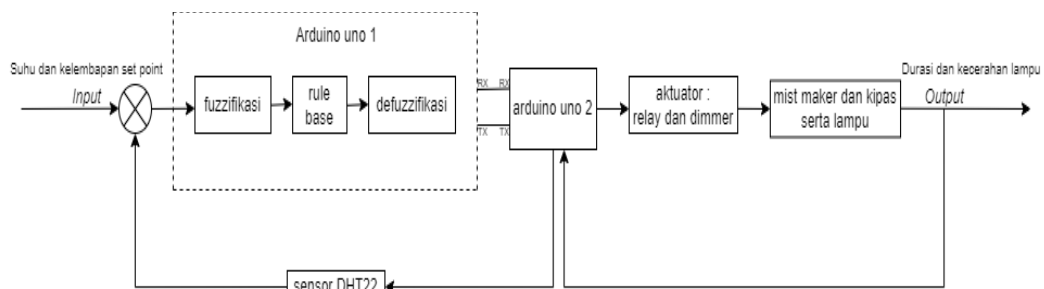 Arduino uno 1
Suhu dan kelembapan set point
Input
fuzzifikasi
rule
base
defuzzifikasi
RX RX
TX TX
arduino uno 2
aktuator :
relay dan dimmer
mist maker dan kipas
serta lampu
Durasi dan kecerahan lampu
Output
sensor DHT22